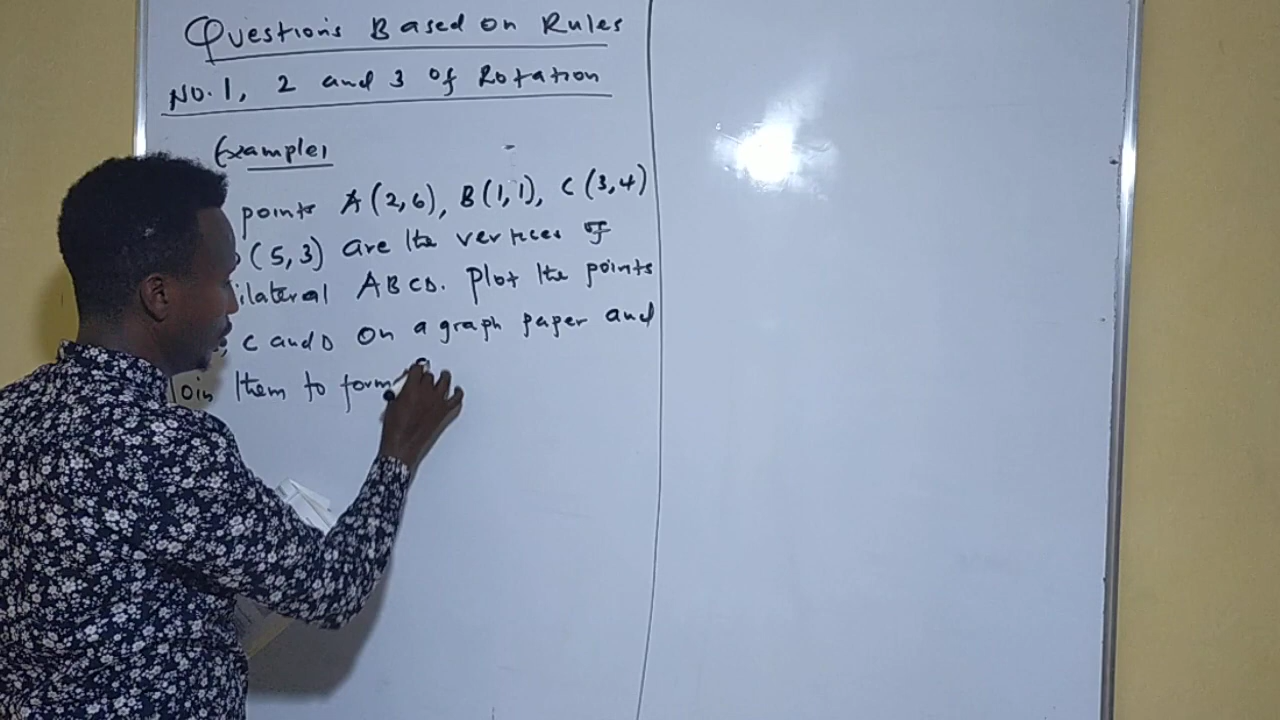 Questions Based on Rules
No. 1, 2 and 3 of Rotation
Example 1
points A (2,6), B (1,1), C (3,4)
(5,3) are the vertices of
ilateral ABCD. Plot the points
, C and D on a graph paper and
Join them to form